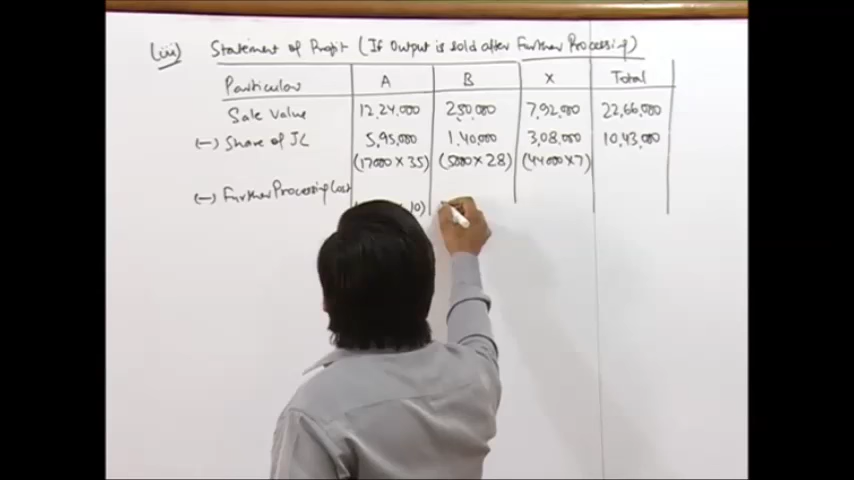 (iii) Statement of Profit (If Output is sold after Further Processing)
Particulars A B X Total
Sale Value 12,24,000 2,50,000 7,92,000 22,66,000
(-) Share of JC 5,95,000 1,40,000 3,08,000 10,43,000
(17000 × 35) (5000 × 28) (44000 × 7)
(-) Further Processing Cost
10)